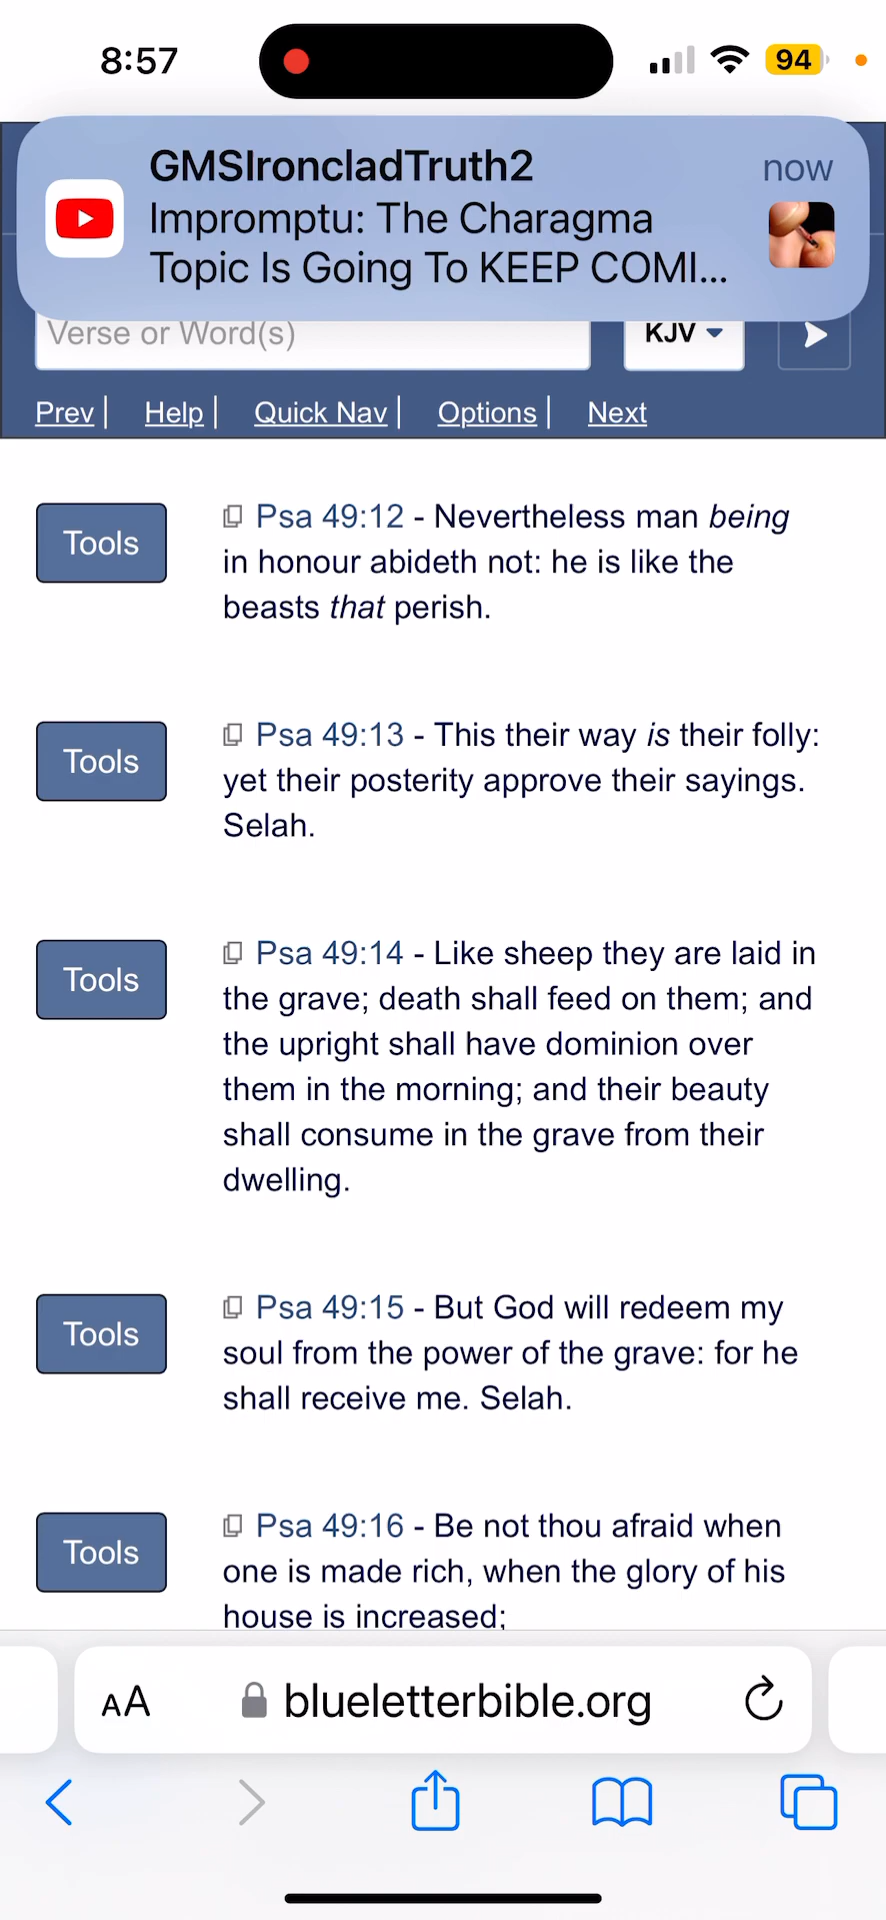 8:57
94
GMSIroncladTruth2
now
Impromptu: The Charagma
Topic Is Going To KEEP COMI...
Verse or Word(s)
KJV
Prev |
Help |
Quick Nav |
Options |
Next
Tools
Psa 49:12 - Nevertheless man being
in honour abideth not: he is like the
beasts that perish.
Tools
Psa 49:13 - This their way is their folly:
yet their posterity approve their sayings.
Selah.
Tools
Psa 49:14 - Like sheep they are laid in
the grave; death shall feed on them; and
the upright shall have dominion over
them in the morning; and their beauty
shall consume in the grave from their
dwelling.
Tools
Psa 49:15 - But God will redeem my
soul from the power of the grave: for he
shall receive me. Selah.
Tools
Psa 49:16 - Be not thou afraid when
one is made rich, when the glory of his
house is increased;
AA
blueletterbible.org